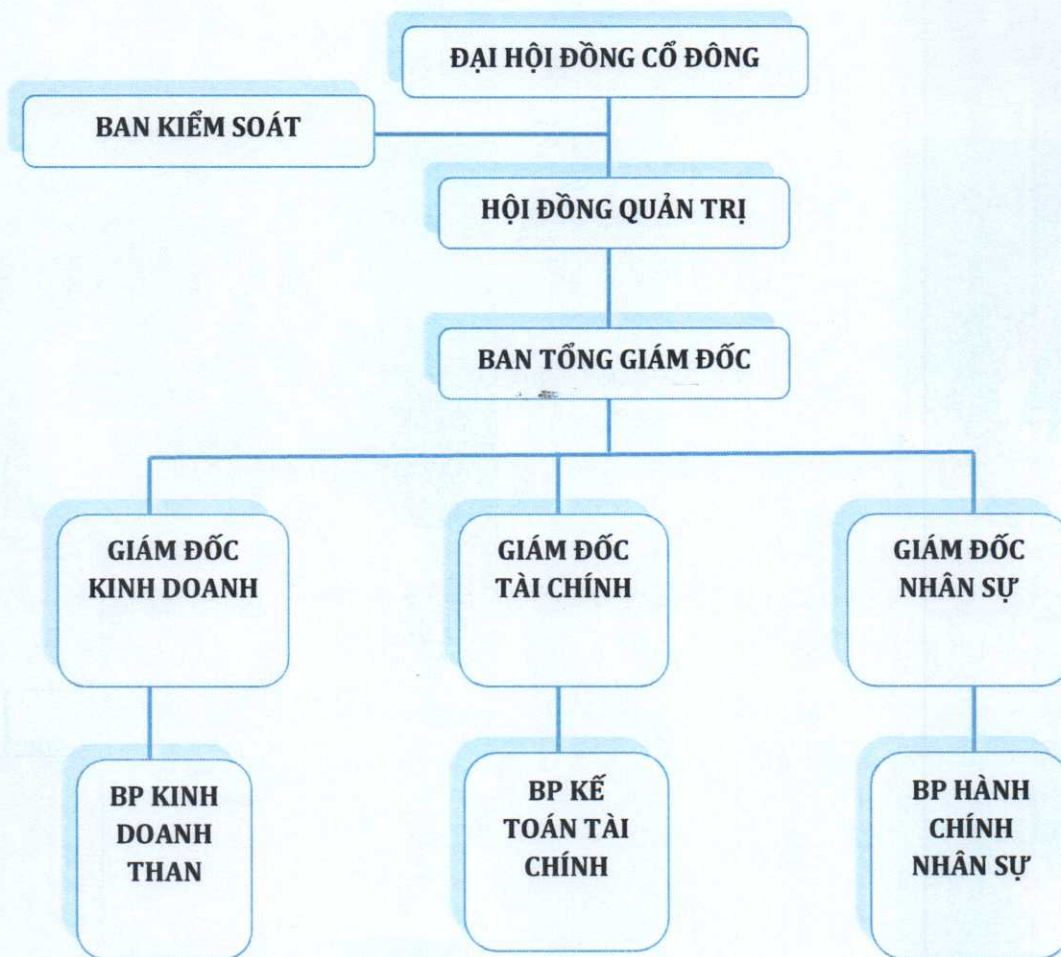 ĐẠI HỘI ĐỒNG CỔ ĐÔNG
BAN KIỂM SOÁT
HỘI ĐỒNG QUẢN TRỊ
BAN TỔNG GIÁM ĐỐC
GIÁM ĐỐC
KINH DOANH
GIÁM ĐỐC
TÀI CHÍNH
GIÁM ĐỐC
NHÂN SỰ
BP KINH
DOANH
THAN
BP KẾ
TOÁN TÀI
CHÍNH
BP HÀNH
CHÍNH
NHÂN SỰ